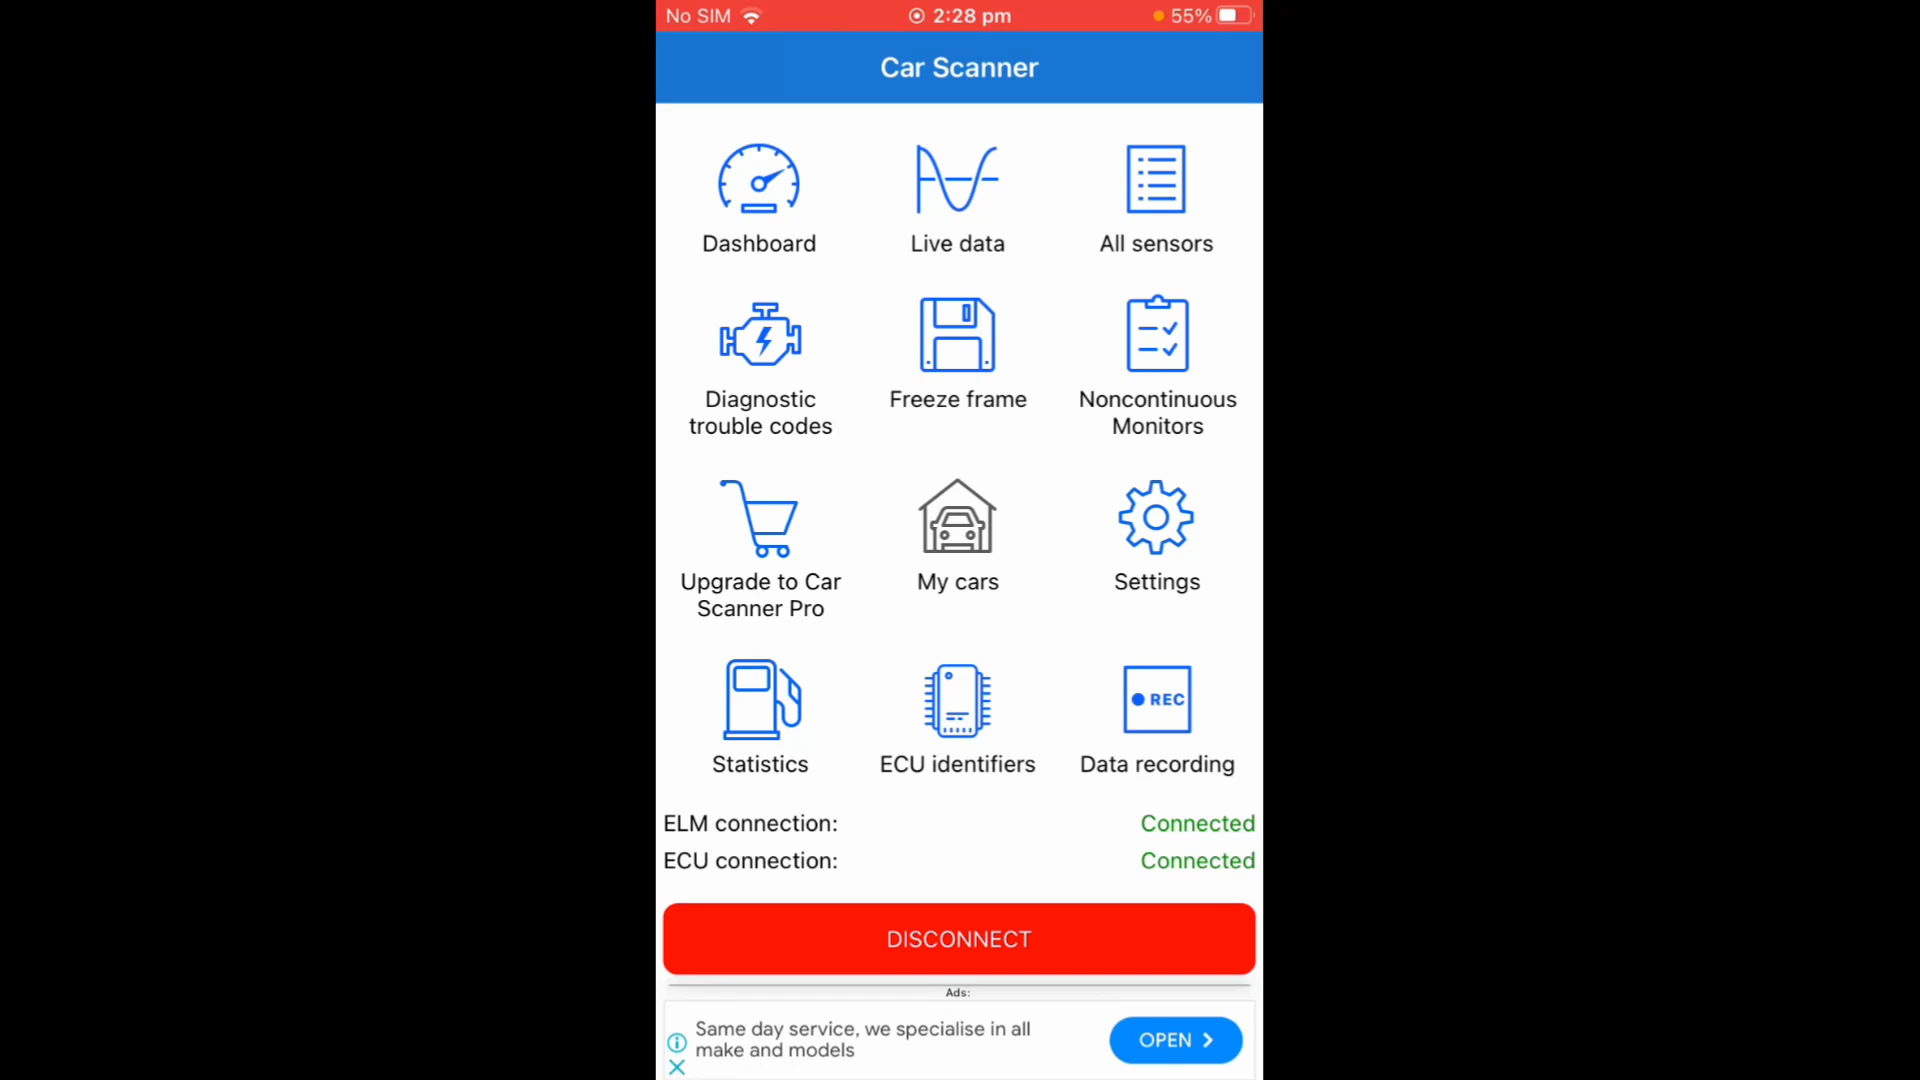 No SIM 2:28 pm 55%
Car Scanner
Dashboard Live data All sensors
Diagnostic trouble codes
Freeze frame
Noncontinuous Monitors
Upgrade to Car Scanner Pro
My cars
Settings
REC
Statistics ECU identifiers Data recording
ELM connection: Connected
ECU connection: Connected
DISCONNECT
Ads:
Same day service, we specialise in all
make and models
OPEN